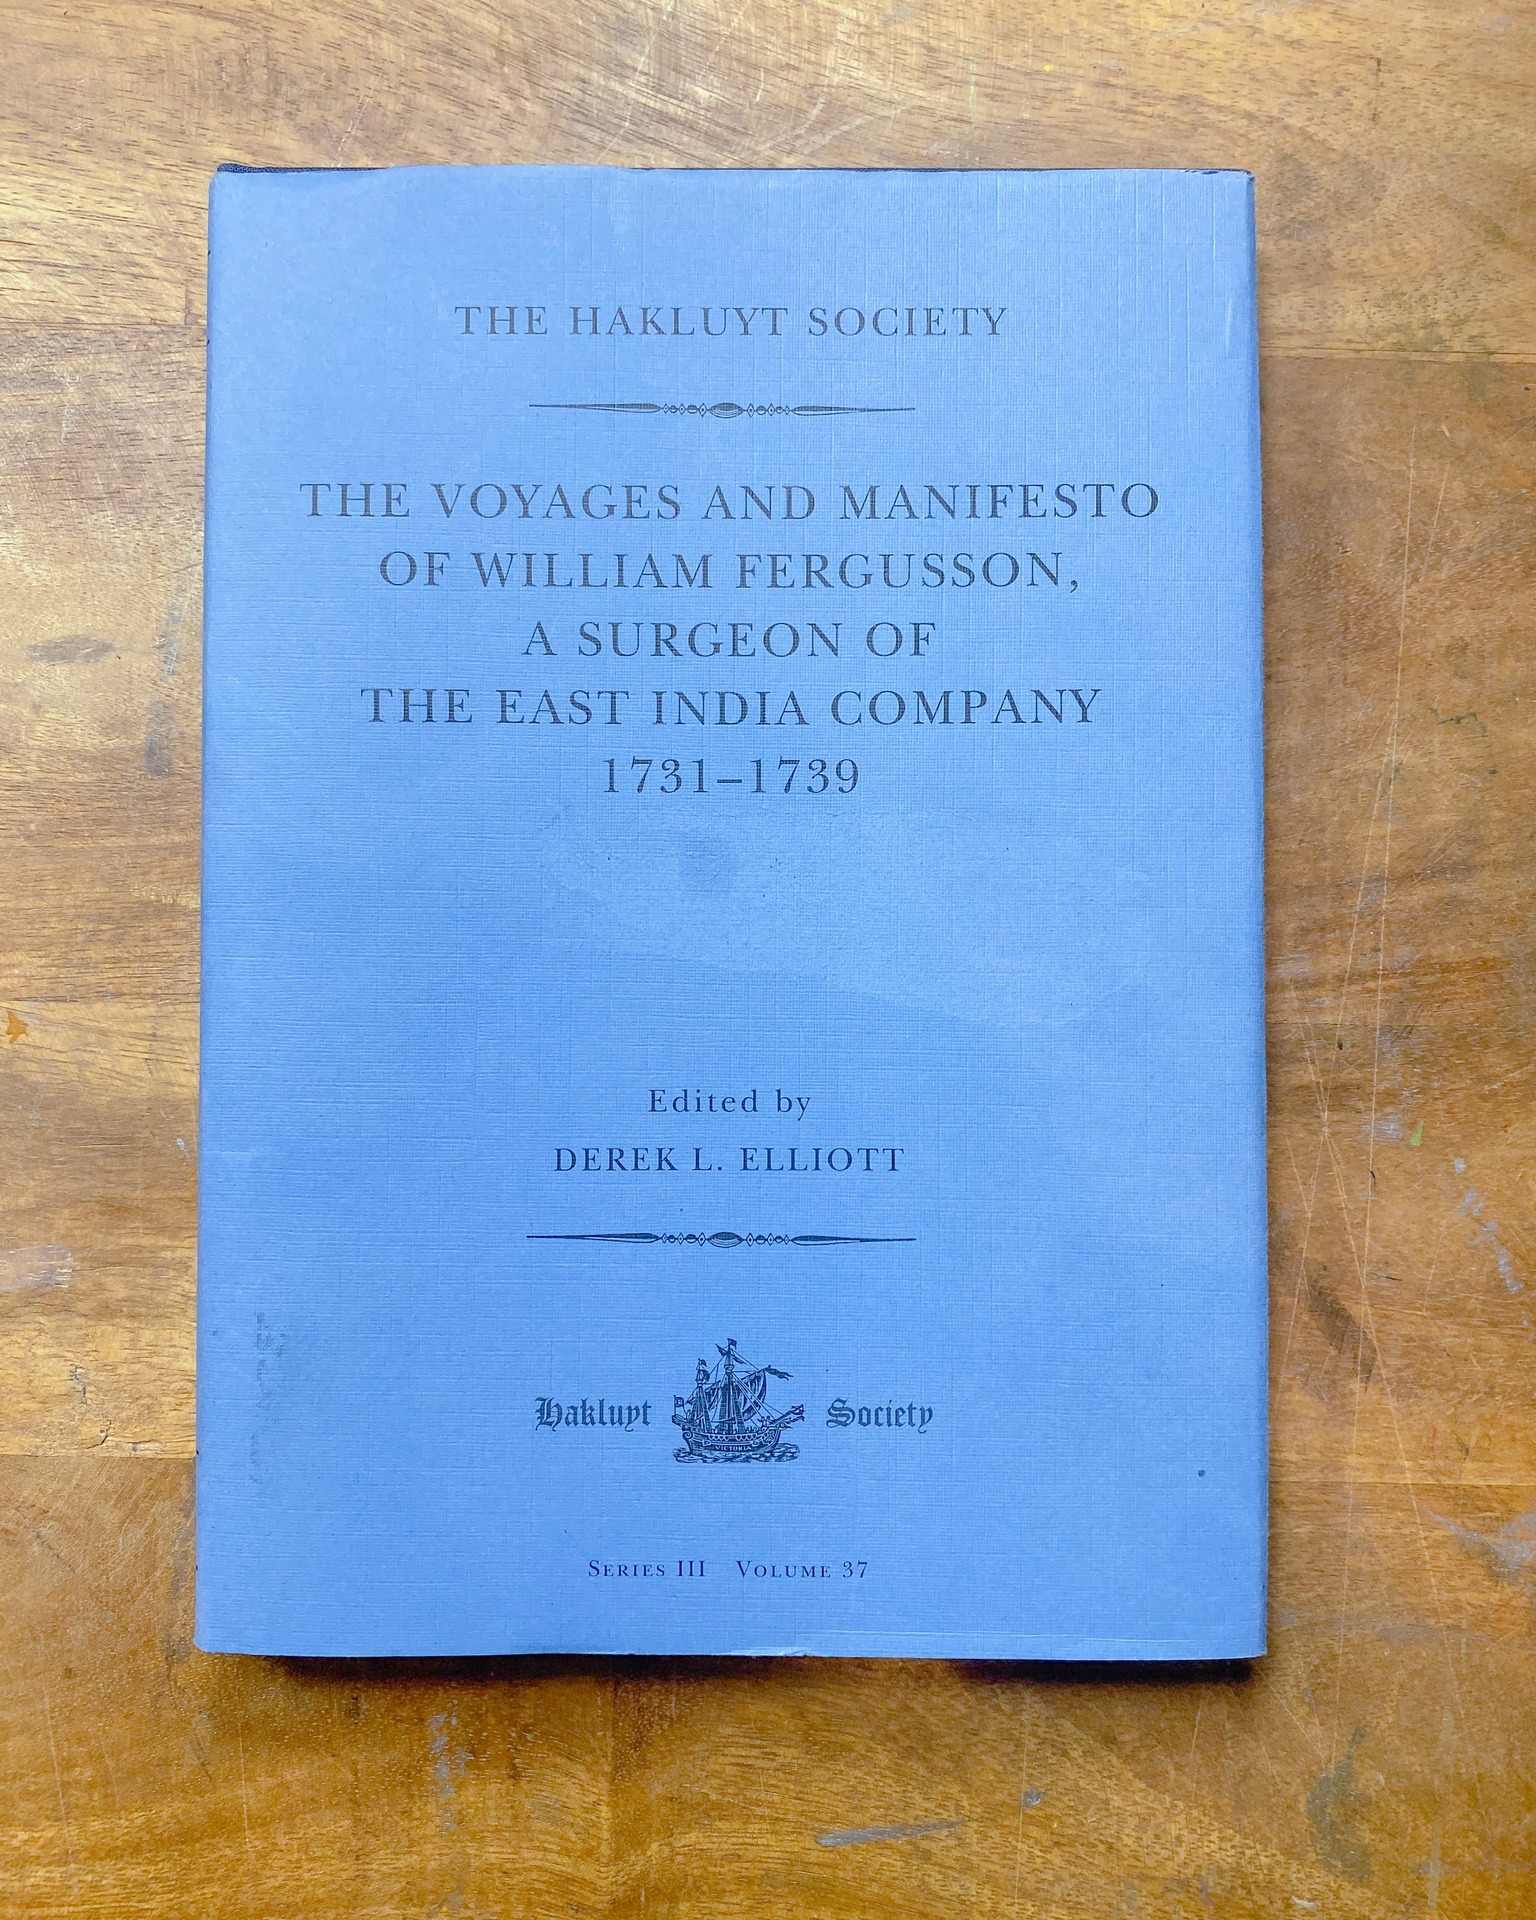 THE HAKLUYT SOCIETY
THE VOYAGES AND MANIFESTO
OF WILLIAM FERGUSSON,
A SURGEON OF
THE EAST INDIA COMPANY
1731–1739
Edited by
DEREK L. ELLIOTT
Hakluyt Society
VICTORIA
SERIES III VOLUME 37